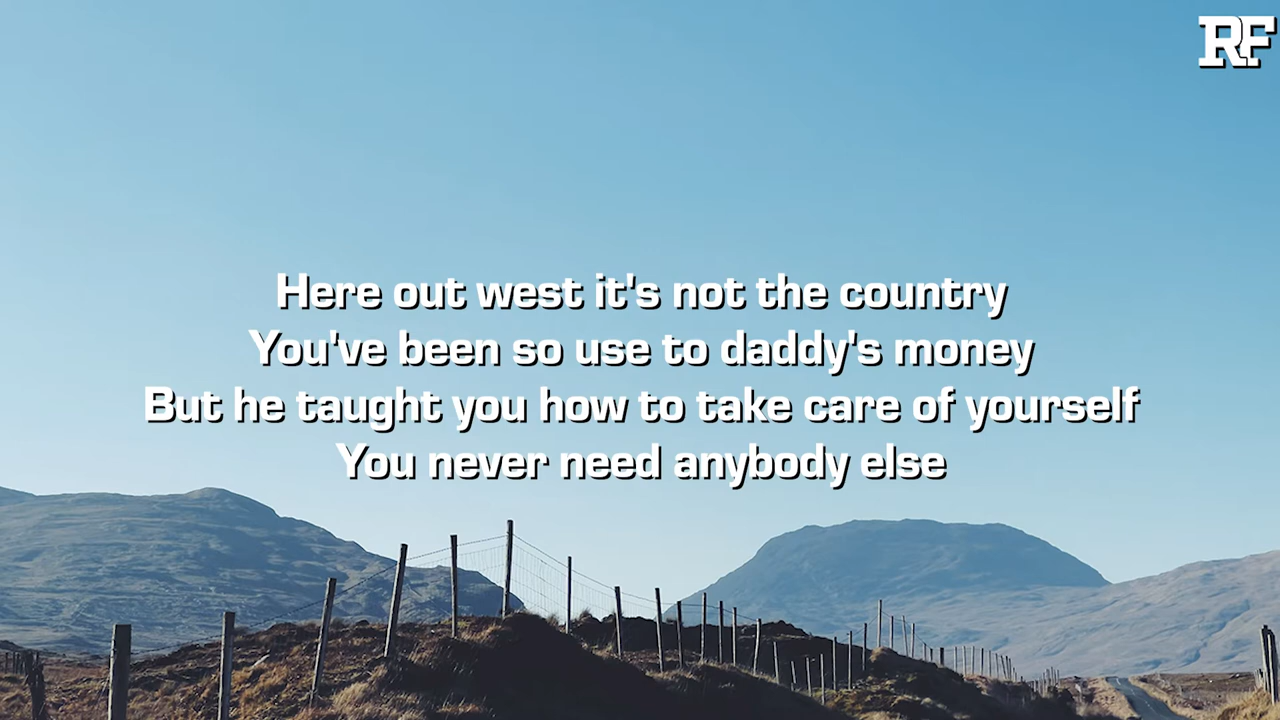 RF
Here out west it's not the country
You've been so use to daddy's money
But he taught you how to take care of yourself
You never need anybody else